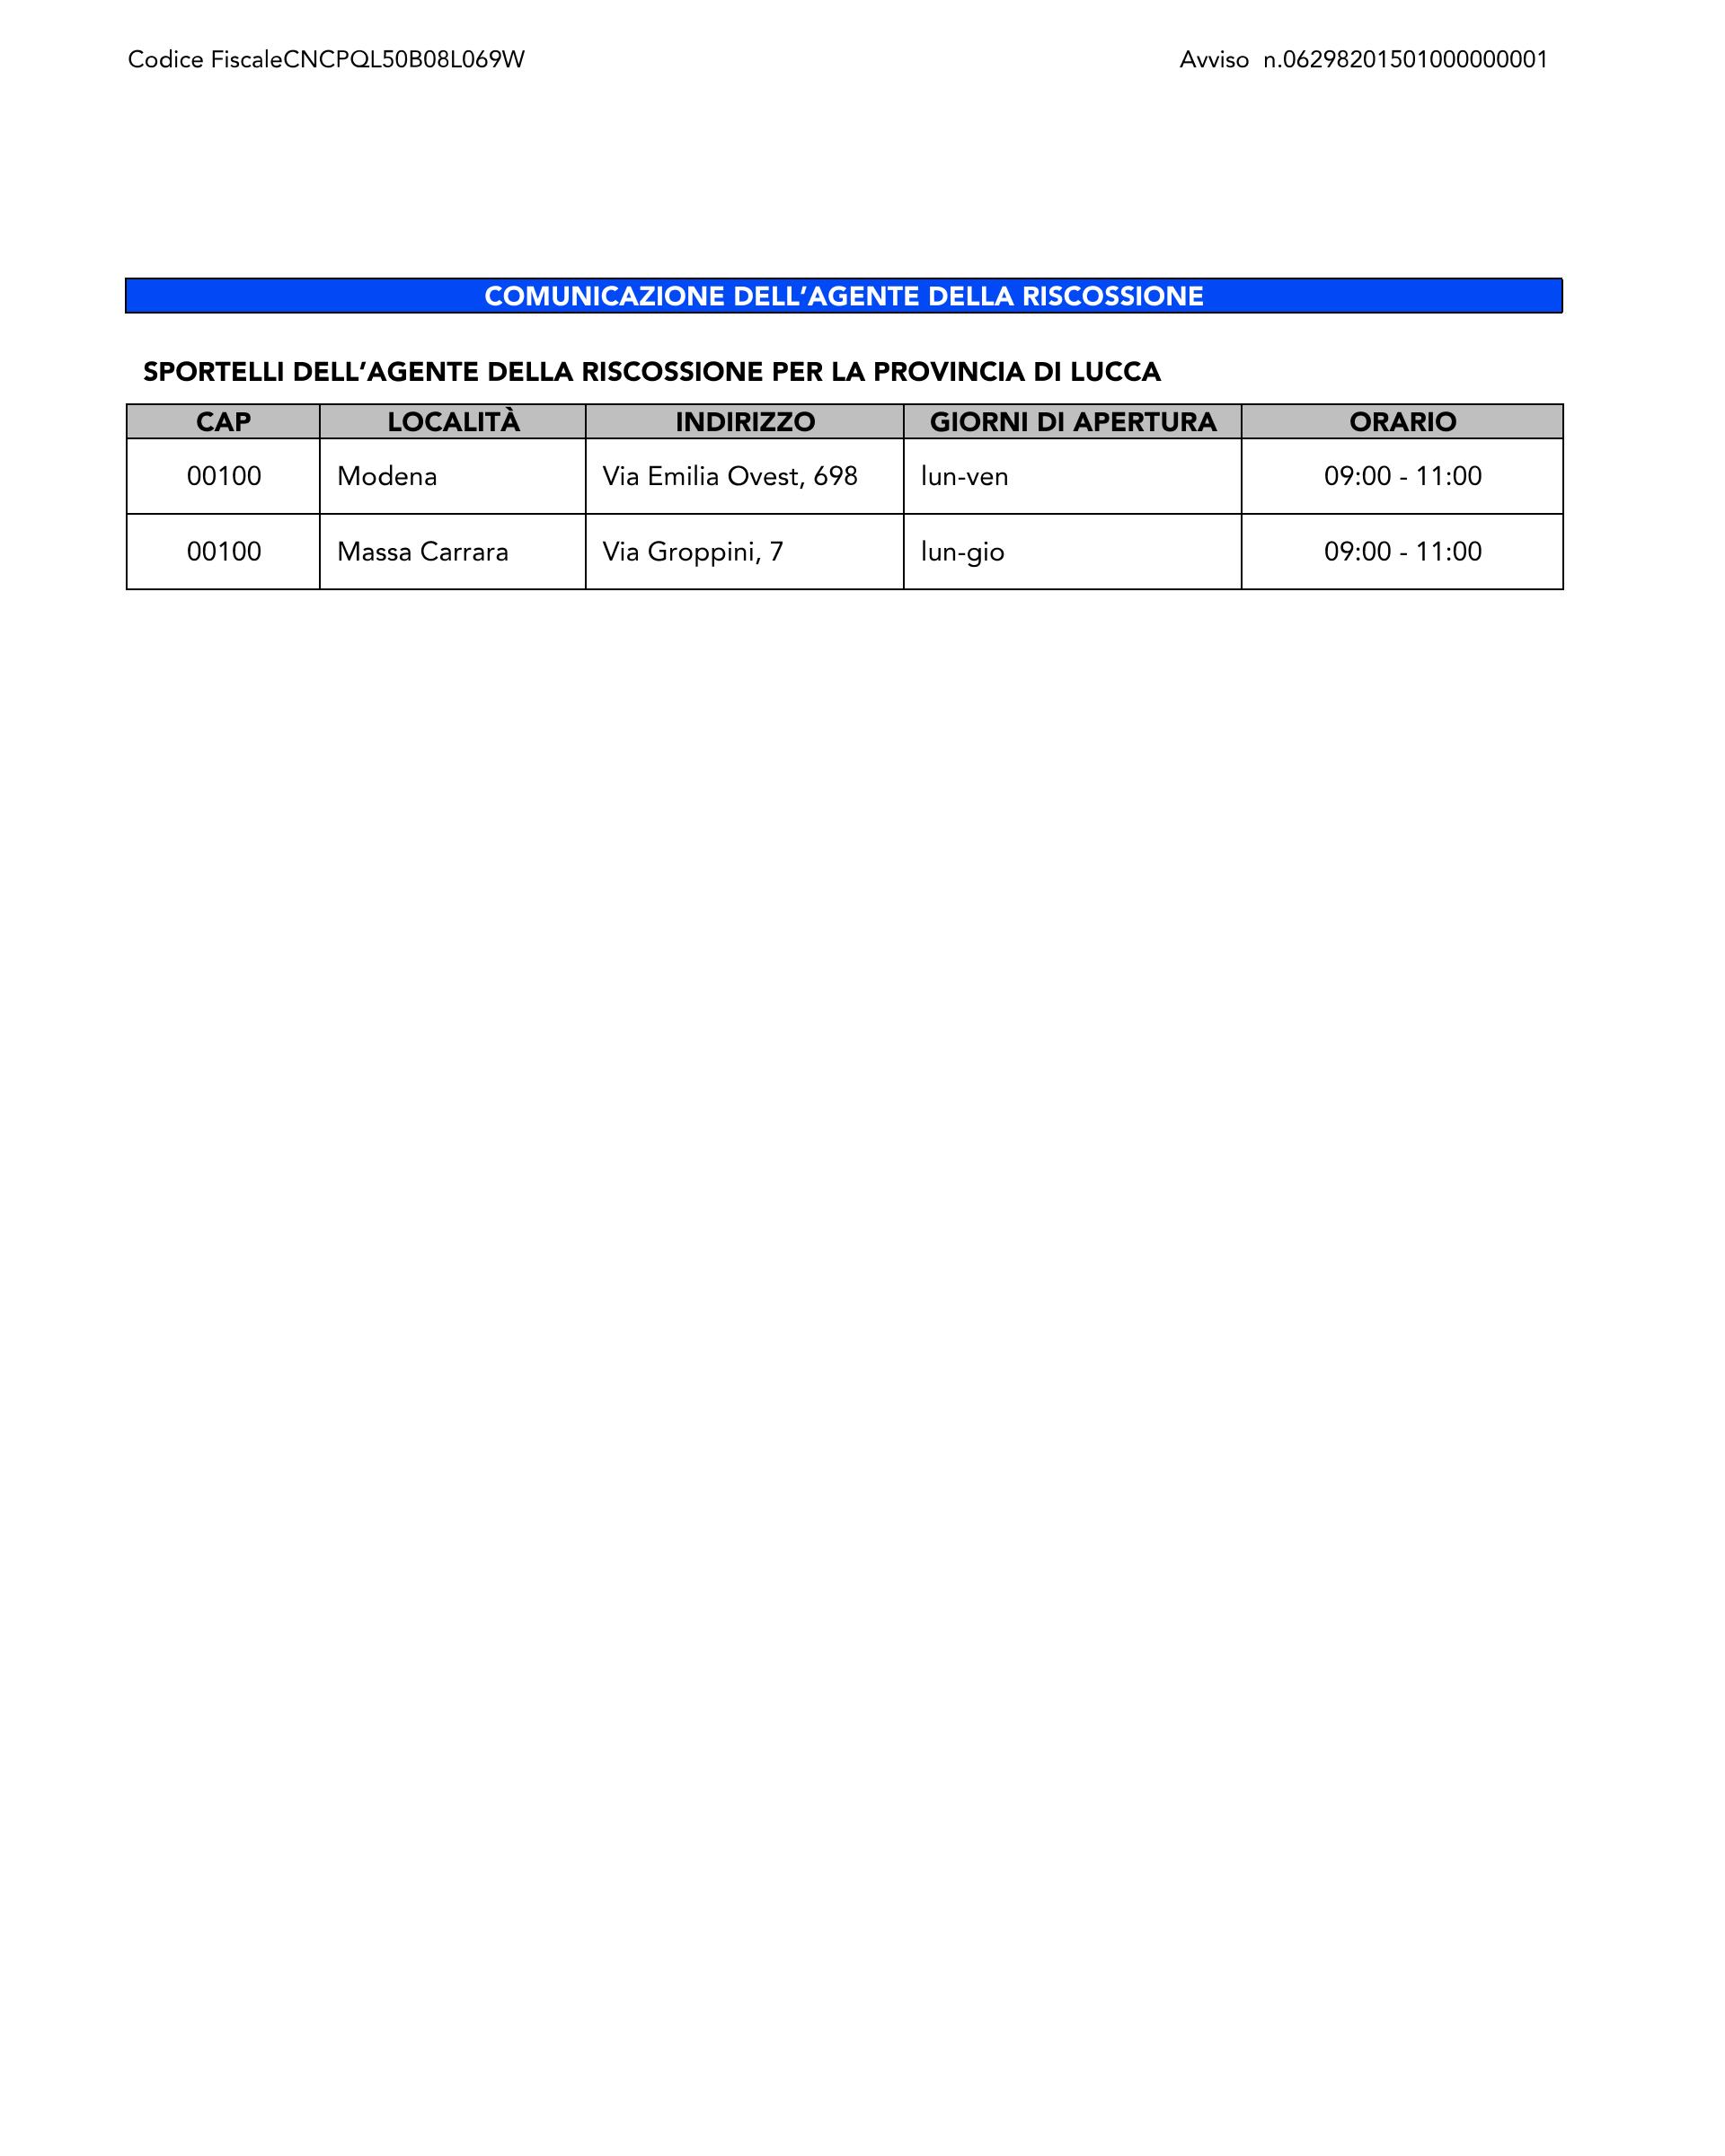 Codice FiscaleCNCPQL50B08L069W Avviso n.06298201501000000001
COMUNICAZIONE DELL’AGENTE DELLA RISCOSSIONE
SPORTELLI DELL’AGENTE DELLA RISCOSSIONE PER LA PROVINCIA DI LUCCA
CAP LOCALITÀ INDIRIZZO GIORNI DI APERTURA ORARIO
00100 Modena Via Emilia Ovest, 698 lun-ven 09:00 - 11:00
00100 Massa Carrara Via Groppini, 7 lun-gio 09:00 - 11:00